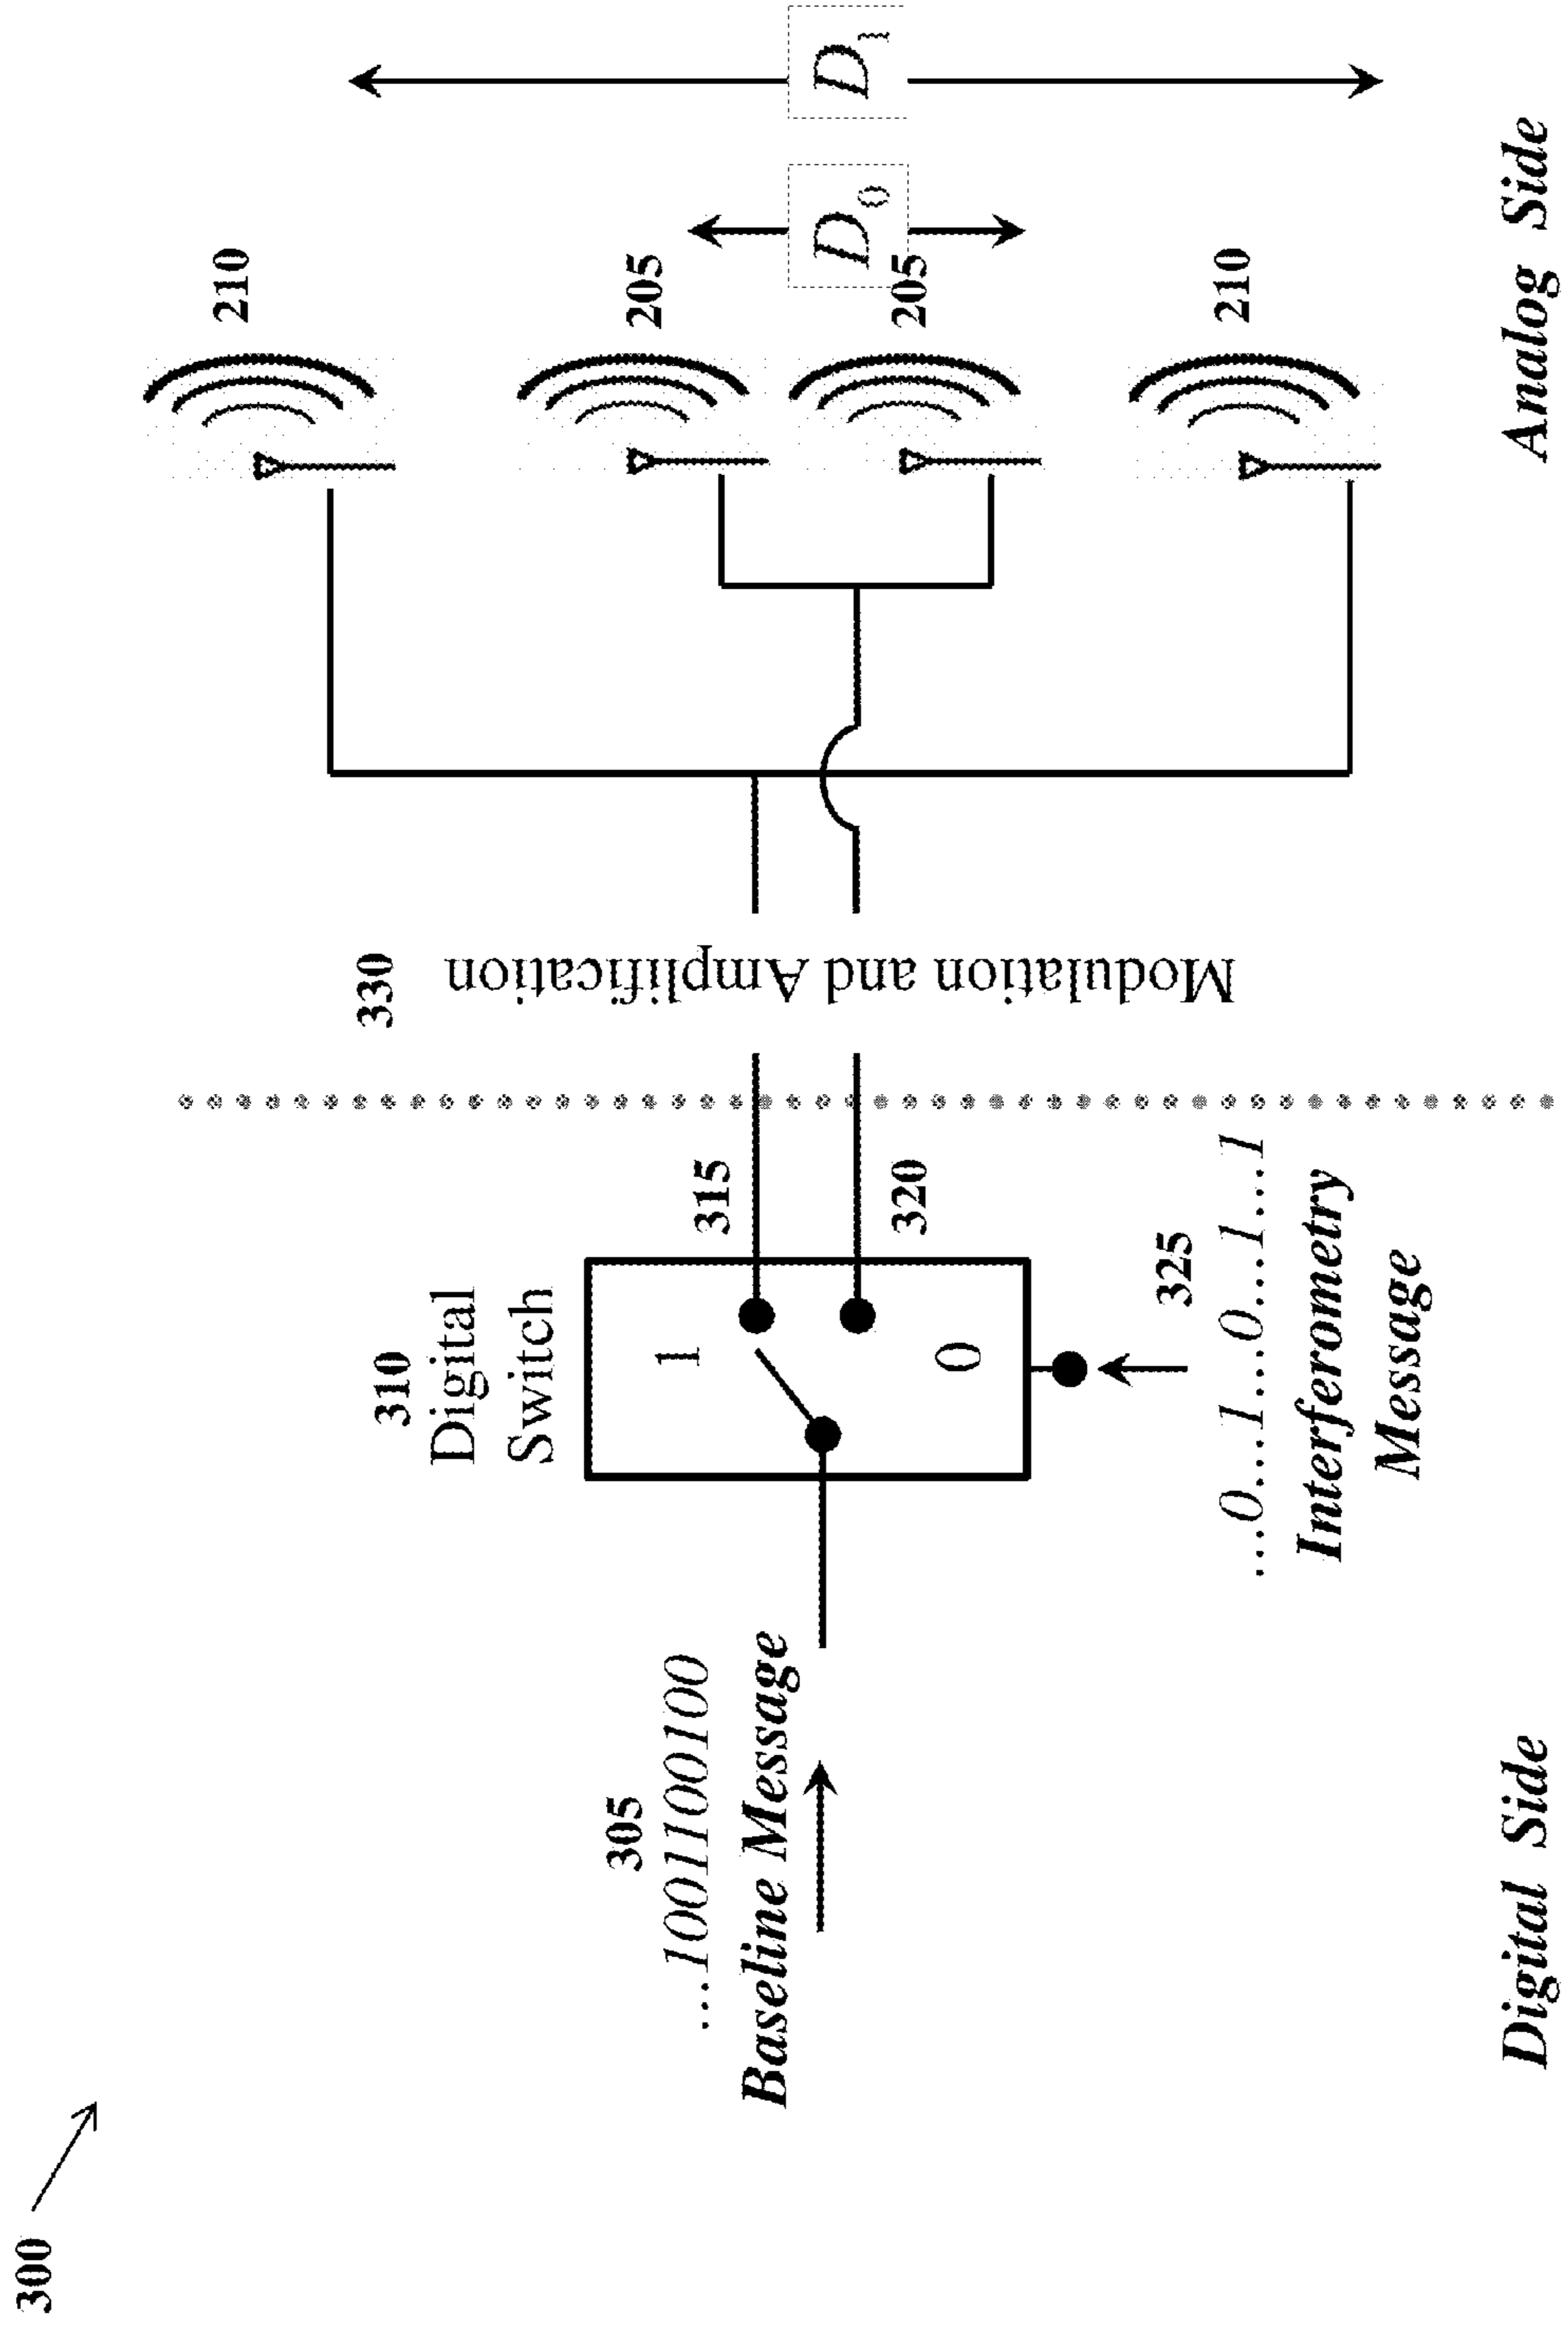 300
305
...1001100100
Baseline Message
310
Digital
Switch
1
0
315
320
325
...0...1...1...0...1...1
Interferometry
Message
330
Modulation and Amplification
210
205
205
210
D0
D1
Digital Side
Analog Side